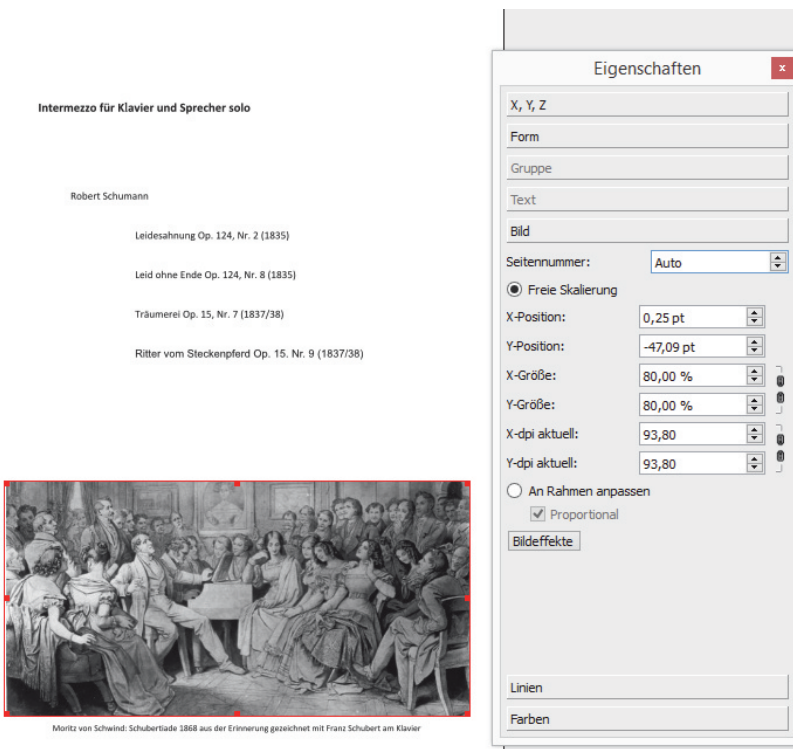 Intermezzo für Klavier und Sprecher solo
Robert Schumann
Leidesahnung Op. 124, Nr. 2 (1835)
Leid ohne Ende Op. 124, Nr. 8 (1835)
Träumerei Op. 15, Nr. 7 (1837/38)
Ritter vom Steckenpferd Op. 15. Nr. 9 (1837/38)
Moritz von Schwind: Schubertiade 1868 aus der Erinnerung gezeichnet mit Franz Schubert am Klavier
Eigenschaften
x
X, Y, Z
Form
Gruppe
Text
Bild
Seitennummer: Auto
Freie Skalierung
X-Position: 0,25 pt
Y-Position: -47,09 pt
X-Größe: 80,00 %
Y-Größe: 80,00 %
X-dpi aktuell: 93,80
Y-dpi aktuell: 93,80
An Rahmen anpassen
Proportional
Bildeffekte
Linien
Farben